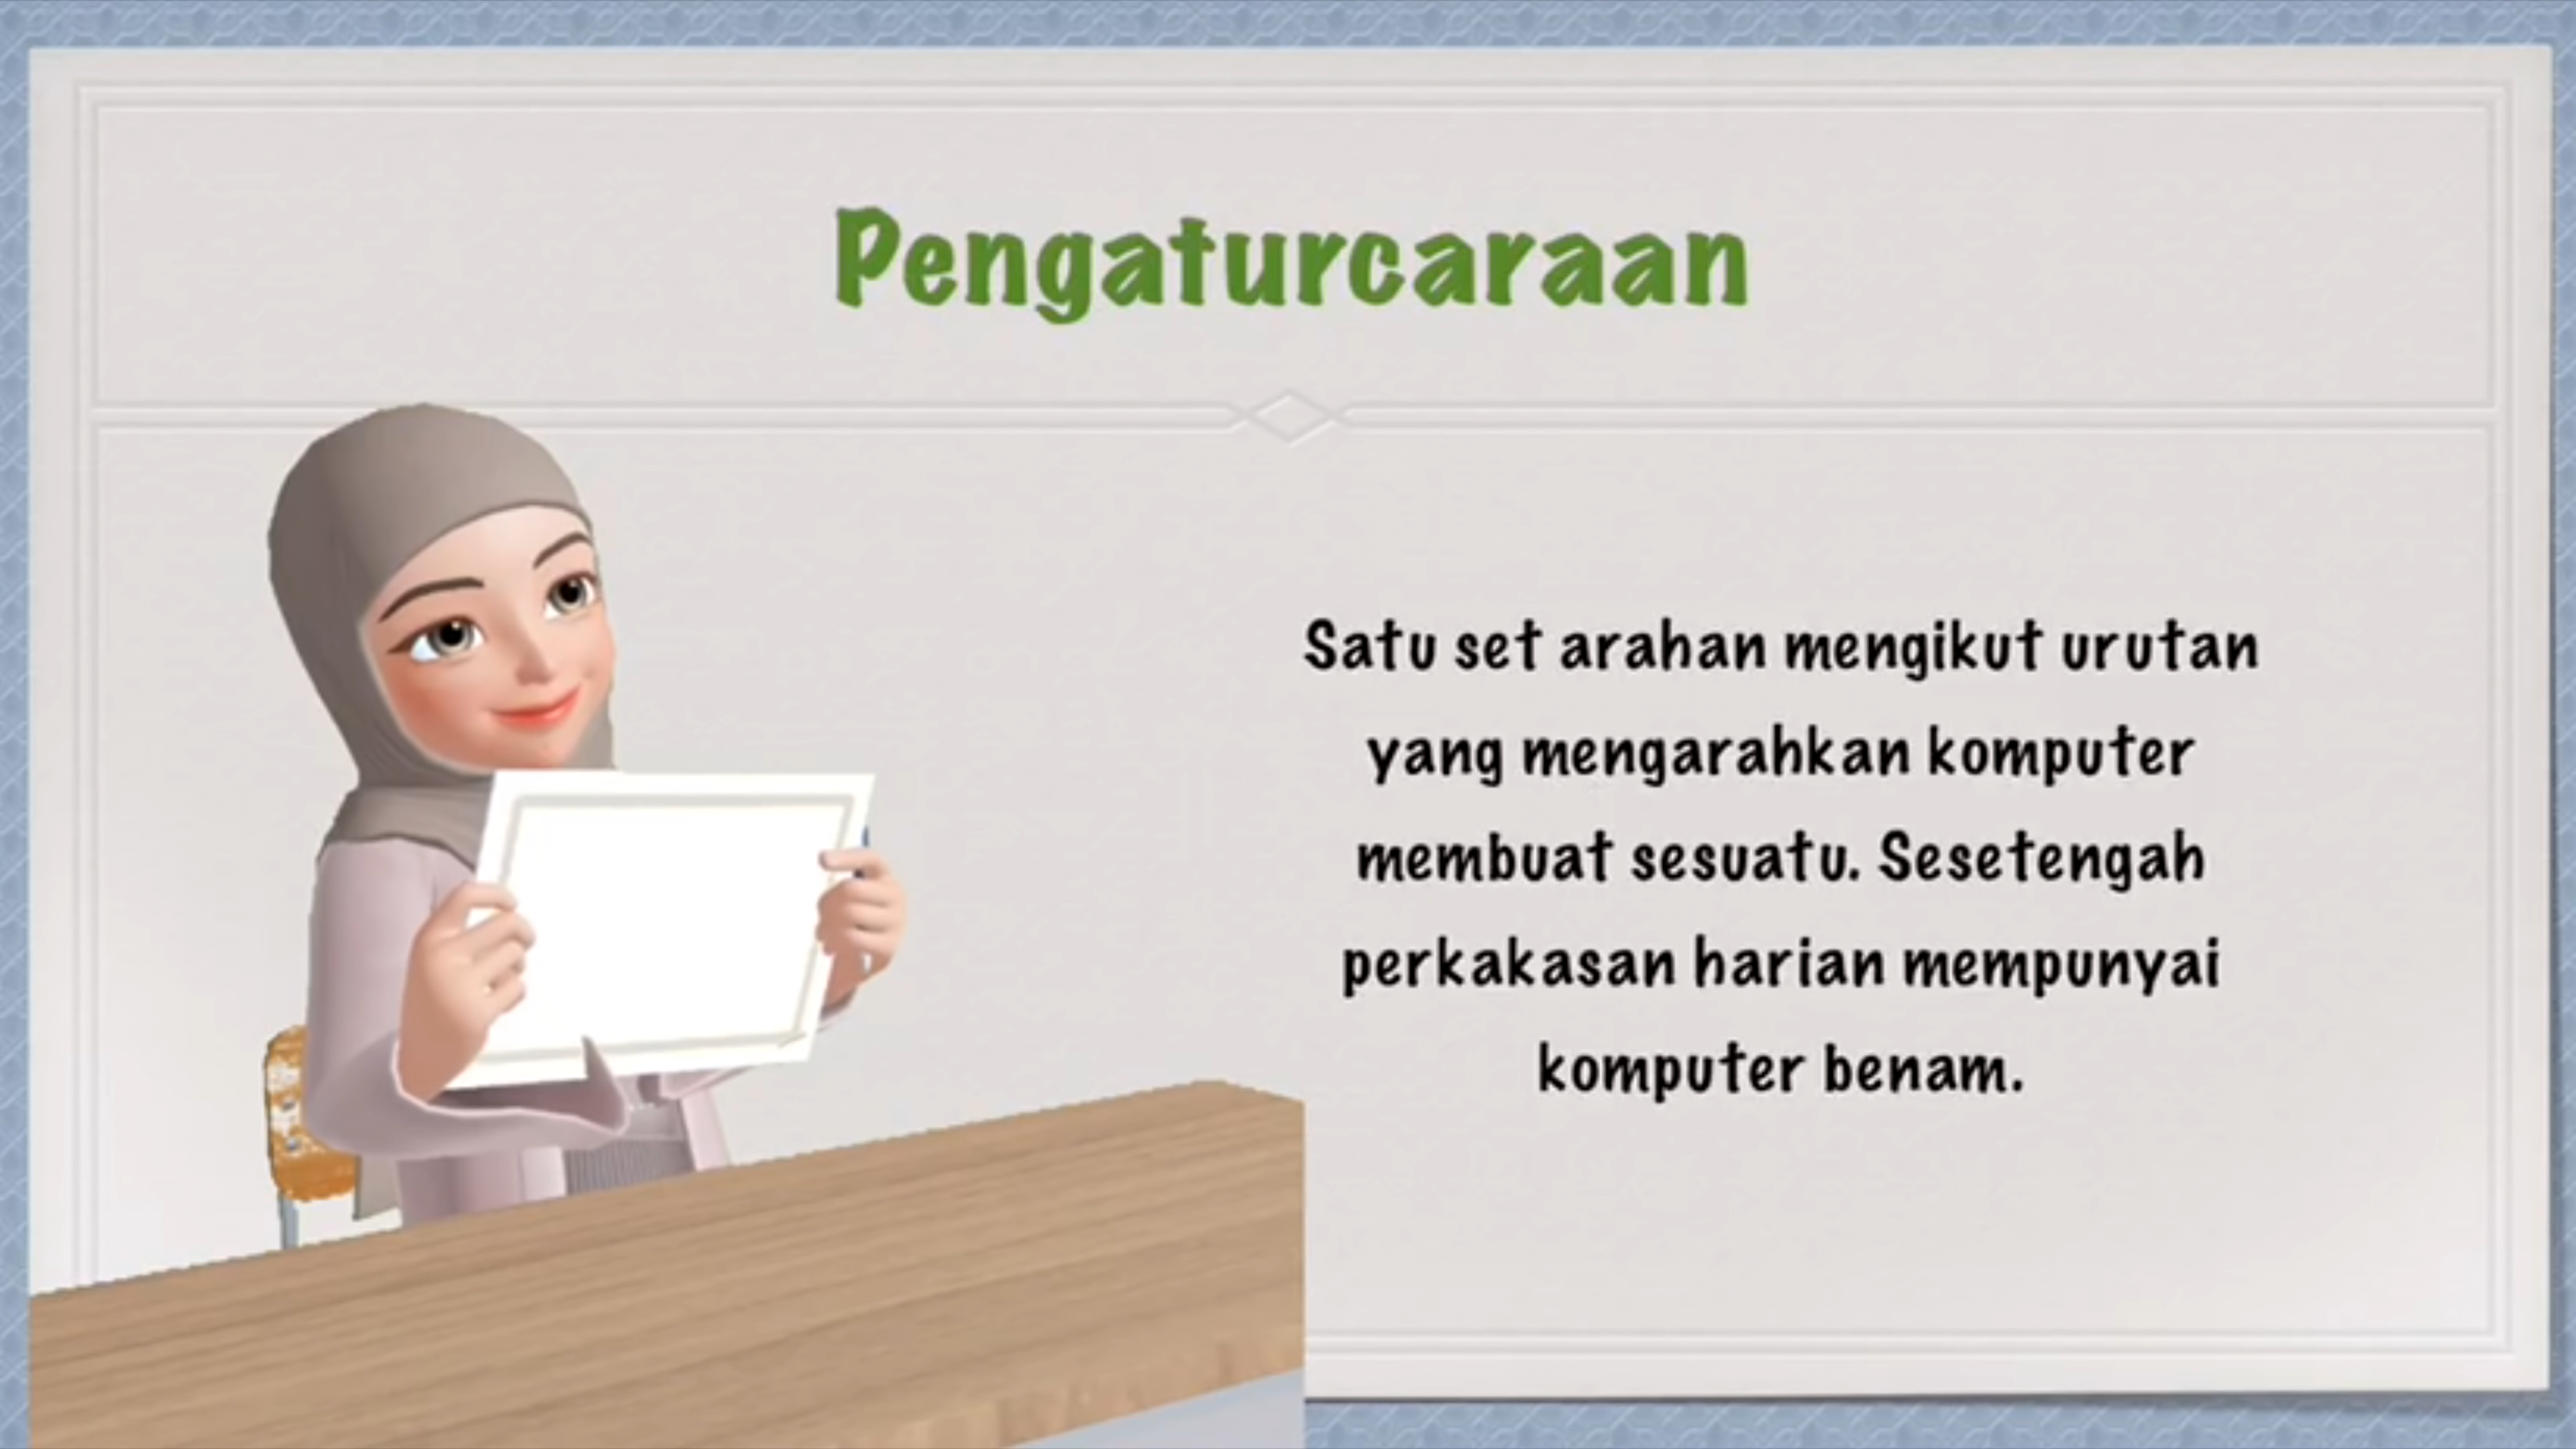 Pengaturcaraan
Satu set arahan mengikut urutan
yang mengarahkan komputer
membuat sesuatu. Sesetengah
perkakasan harian mempunyai
komputer benam.